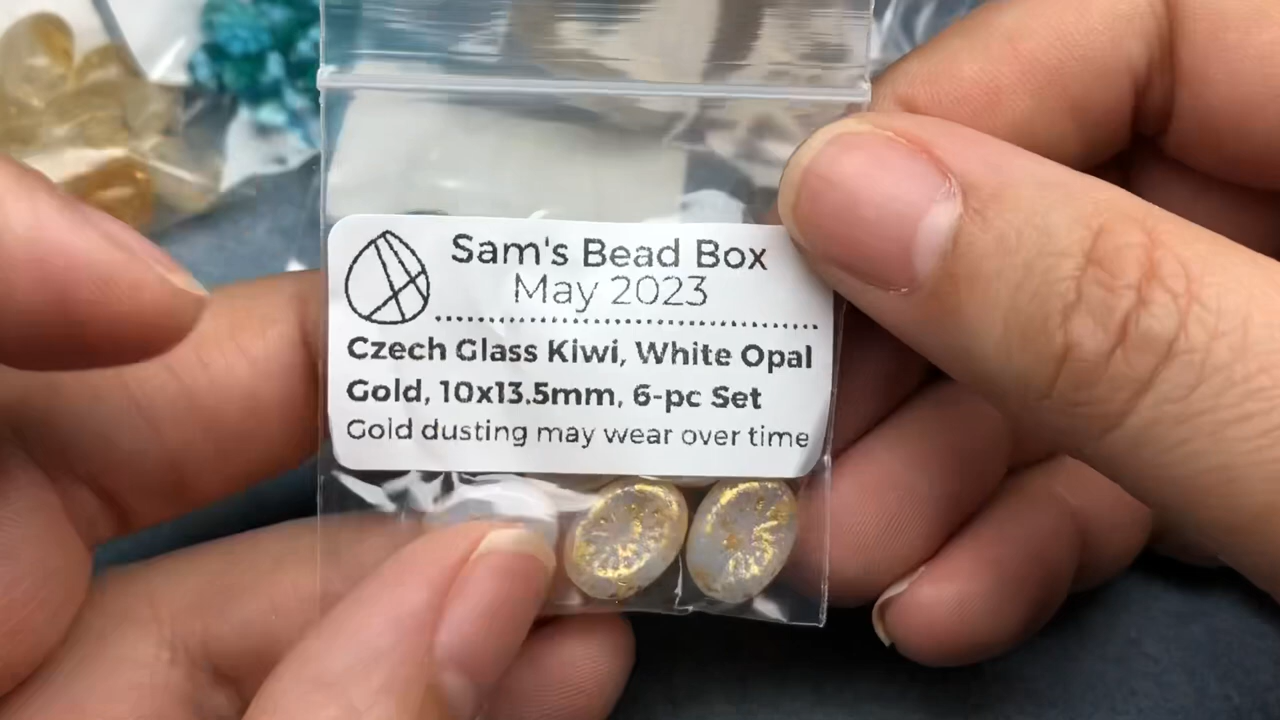 Sam's Bead Box
May 2023
Czech Glass Kiwi, White Opal
Gold, 10x13.5mm, 6-pc Set
Gold dusting may wear over time